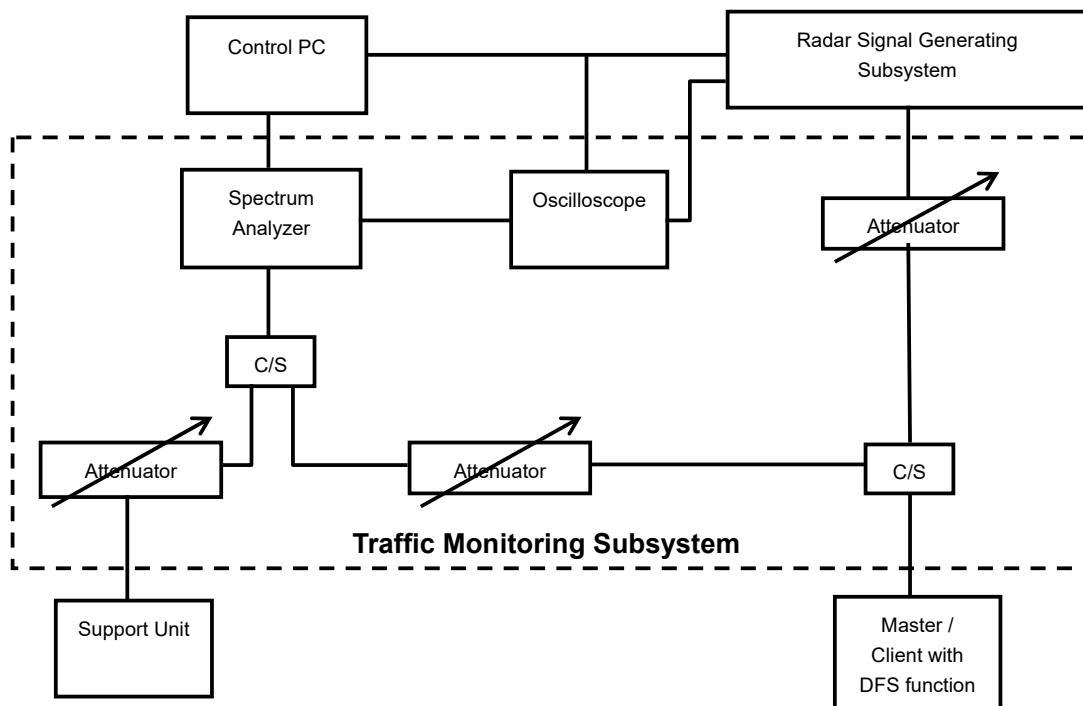 Control PC
Radar Signal Generating
Subsystem
Spectrum
Analyzer
Oscilloscope
Attenuator
C/S
Attenuator
Attenuator
C/S
Traffic Monitoring Subsystem
Support Unit
Master /
Client with
DFS function